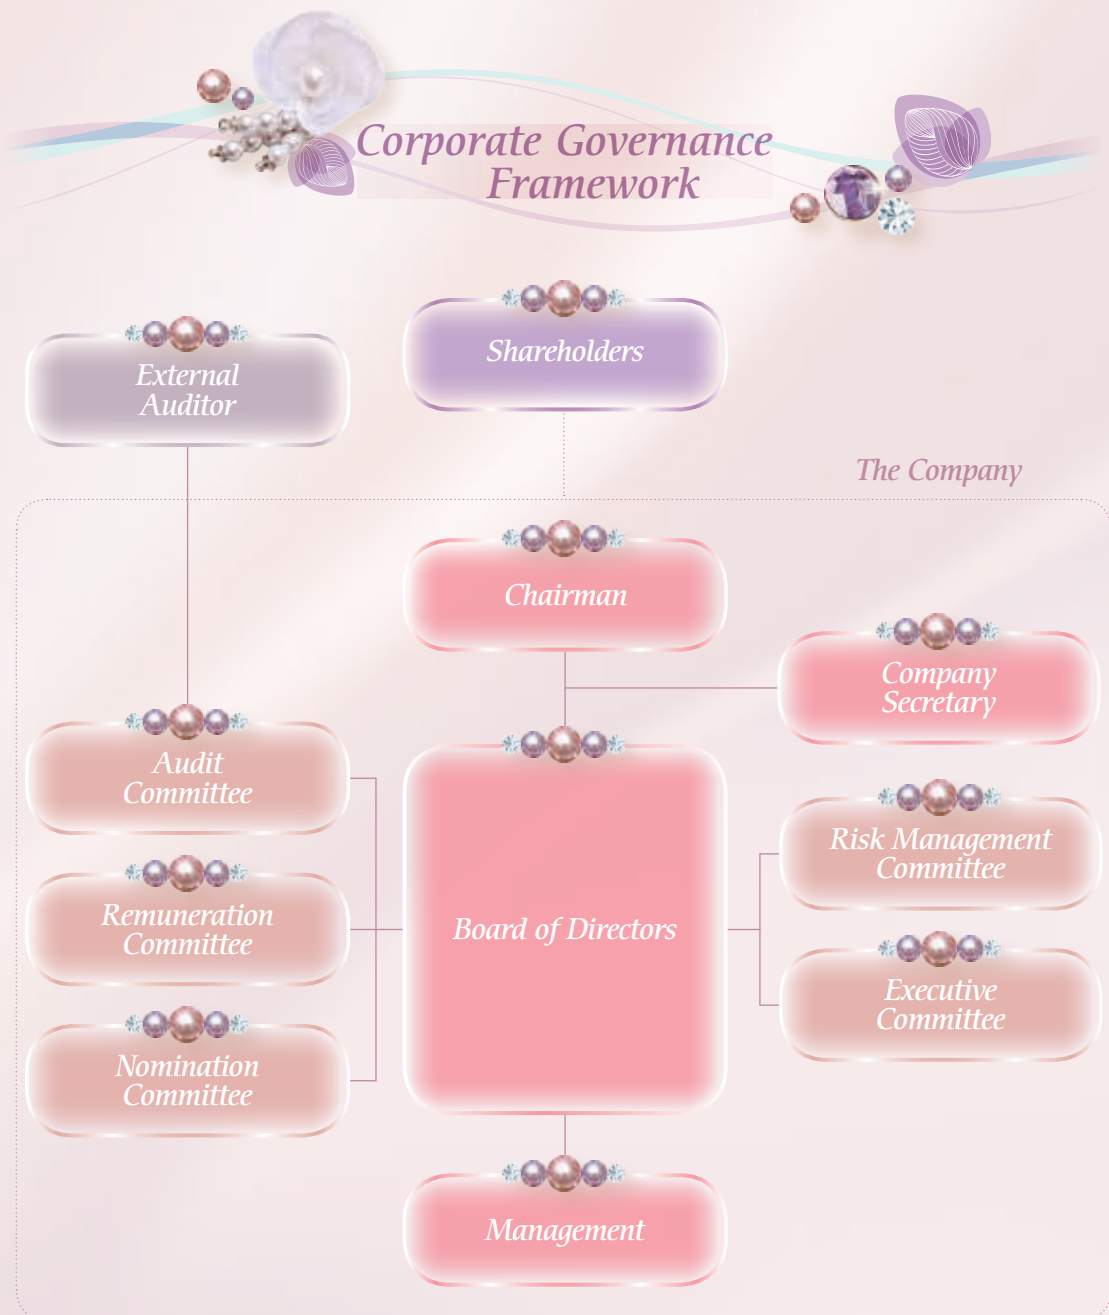 Corporate Governance
Framework
Shareholders
External
Auditor
The Company
Chairman
Company
Secretary
Audit
Committee
Risk Management
Committee
Remuneration
Committee
Board of Directors
Executive
Committee
Nomination
Committee
Management